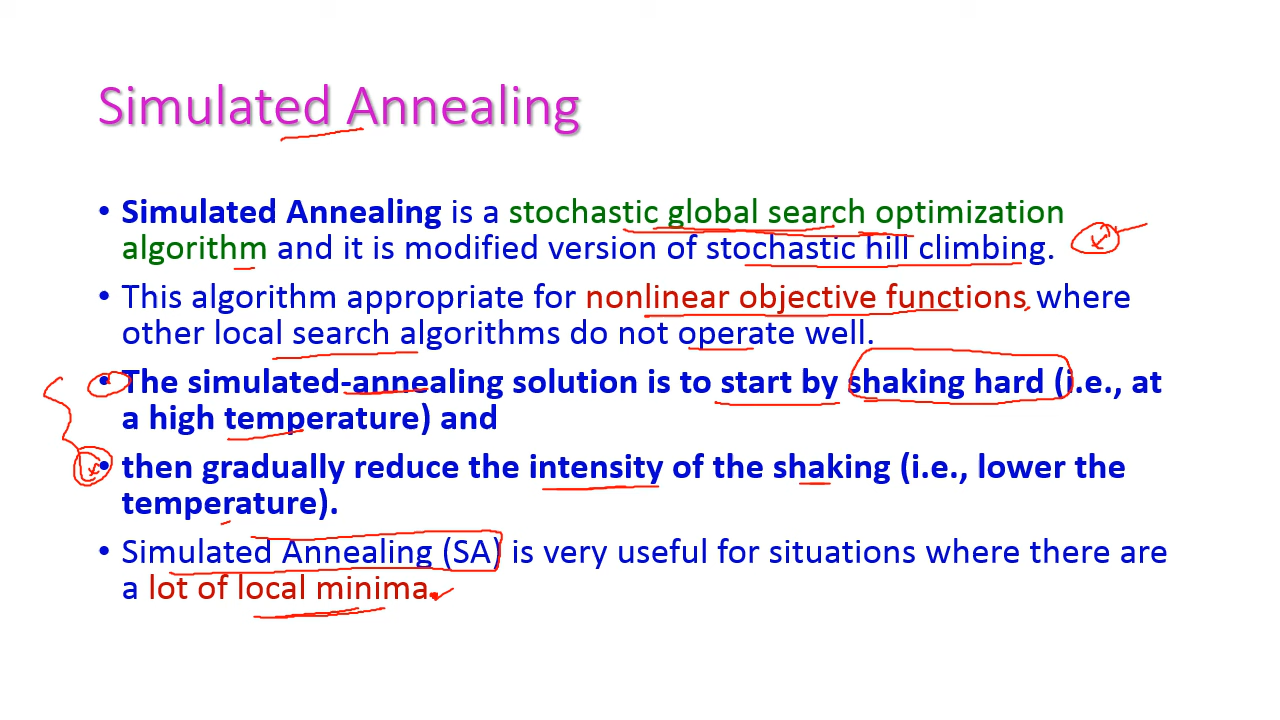 Simulated Annealing
• Simulated Annealing is a stochastic global search optimization
algorithm and it is modified version of stochastic hill climbing.
• This algorithm appropriate for nonlinear objective functions, where
other local search algorithms do not operate well.
• The simulated-annealing solution is to start by shaking hard (i.e., at
a high temperature) and
• then gradually reduce the intensity of the shaking (i.e., lower the
temperature).
• Simulated Annealing (SA) is very useful for situations where there are
a lot of local minima.